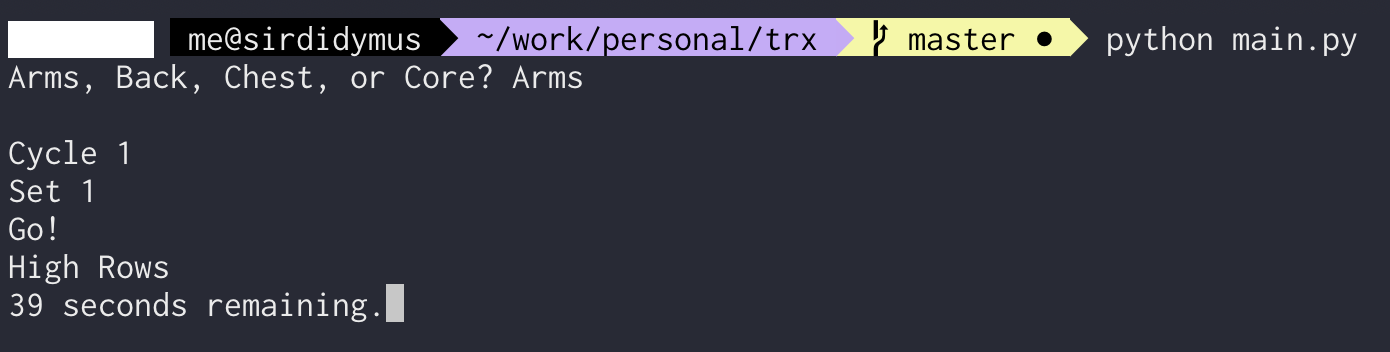 me@sirdidymus ~/work/personal/trx master ● python main.py
Arms, Back, Chest, or Core? Arms
Cycle 1
Set 1
Go!
High Rows
39 seconds remaining.